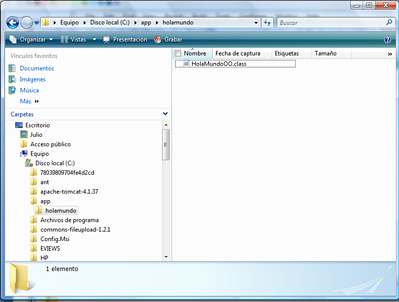 Equipo ▸ Disco local (C:) ▸ app ▸ holamundo
Buscar
Organizar Vistas Presentación Grabar
Vínculos favoritos
Documentos
Imágenes
Música
Más »
Carpetas
Escritorio
Julio
Acceso público
Equipo
Disco local (C:)
78039809704fe4d2cd
ant
apache-tomcat-4.1.37
app
holamundo
Archivos de programa
commons-fileupload-1.2.1
Config.Msi
EVIEWS
HP
Nombre Fecha de captura Etiquetas Tamaño
HolaMundoOO.class
1 elemento